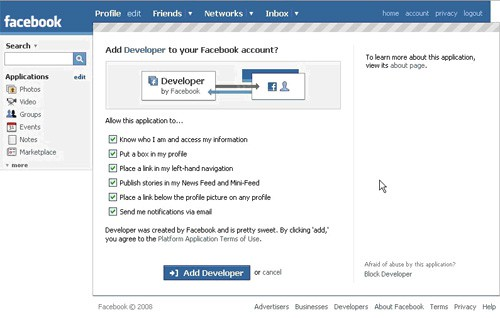 facebook
Profile edit Friends Networks Inbox
home account privacy logout
Search
Applications edit
Photos
Video
Groups
Events
Notes
Marketplace
more
Add Developer to your Facebook account?
Developer
by Facebook
Allow this application to...
Know who I am and access my information
Put a box in my profile
Place a link in my left-hand navigation
Publish stories in my News Feed and Mini-Feed
Place a link below the profile picture on any profile
Send me notifications via email
Developer was created by Facebook and is pretty sweet. By clicking 'add,'
you agree to the Platform Application Terms of Use.
Add Developer or cancel
To learn more about this application,
view its about page.
Afraid of abuse by this application?
Block Developer
Facebook © 2008
Advertisers Businesses Developers About Facebook Terms Privacy Help